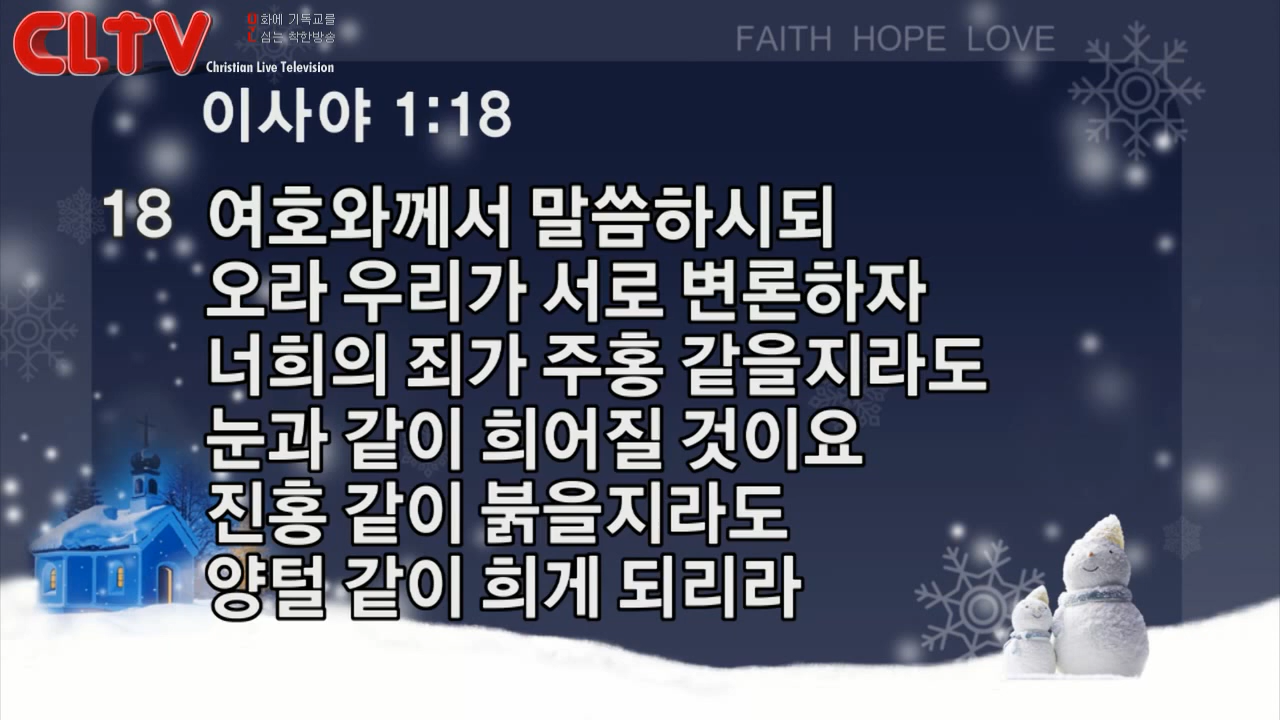 CLTV
문화에 기독교를
심는 착한방송
Christian Live Television
FAITH HOPE LOVE
이사야 1:18
18 여호와께서 말씀하시되
오라 우리가 서로 변론하자
너희의 죄가 주홍 같을지라도
눈과 같이 희어질 것이요
진홍 같이 붉을지라도
양털 같이 희게 되리라